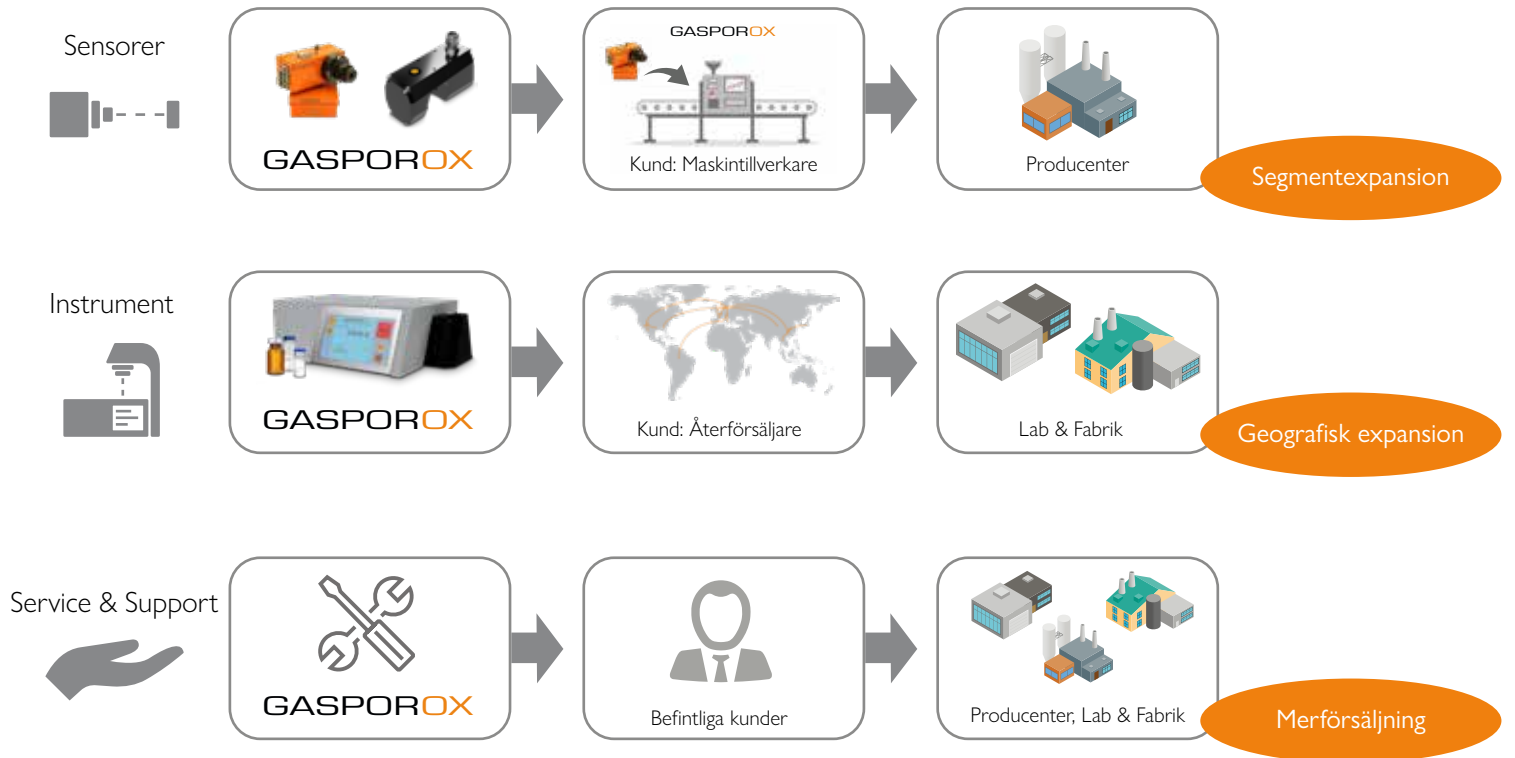 Sensorer
GASPOROX
GASPOROX
Kund: Maskintillverkare
Producenter
Segmentexpansion
Instrument
GASPOROX
Kund: Återförsäljare
Lab & Fabrik
Geografisk expansion
Service & Support
GASPOROX
Befintliga kunder
Producenter, Lab & Fabrik
Merförsäljning